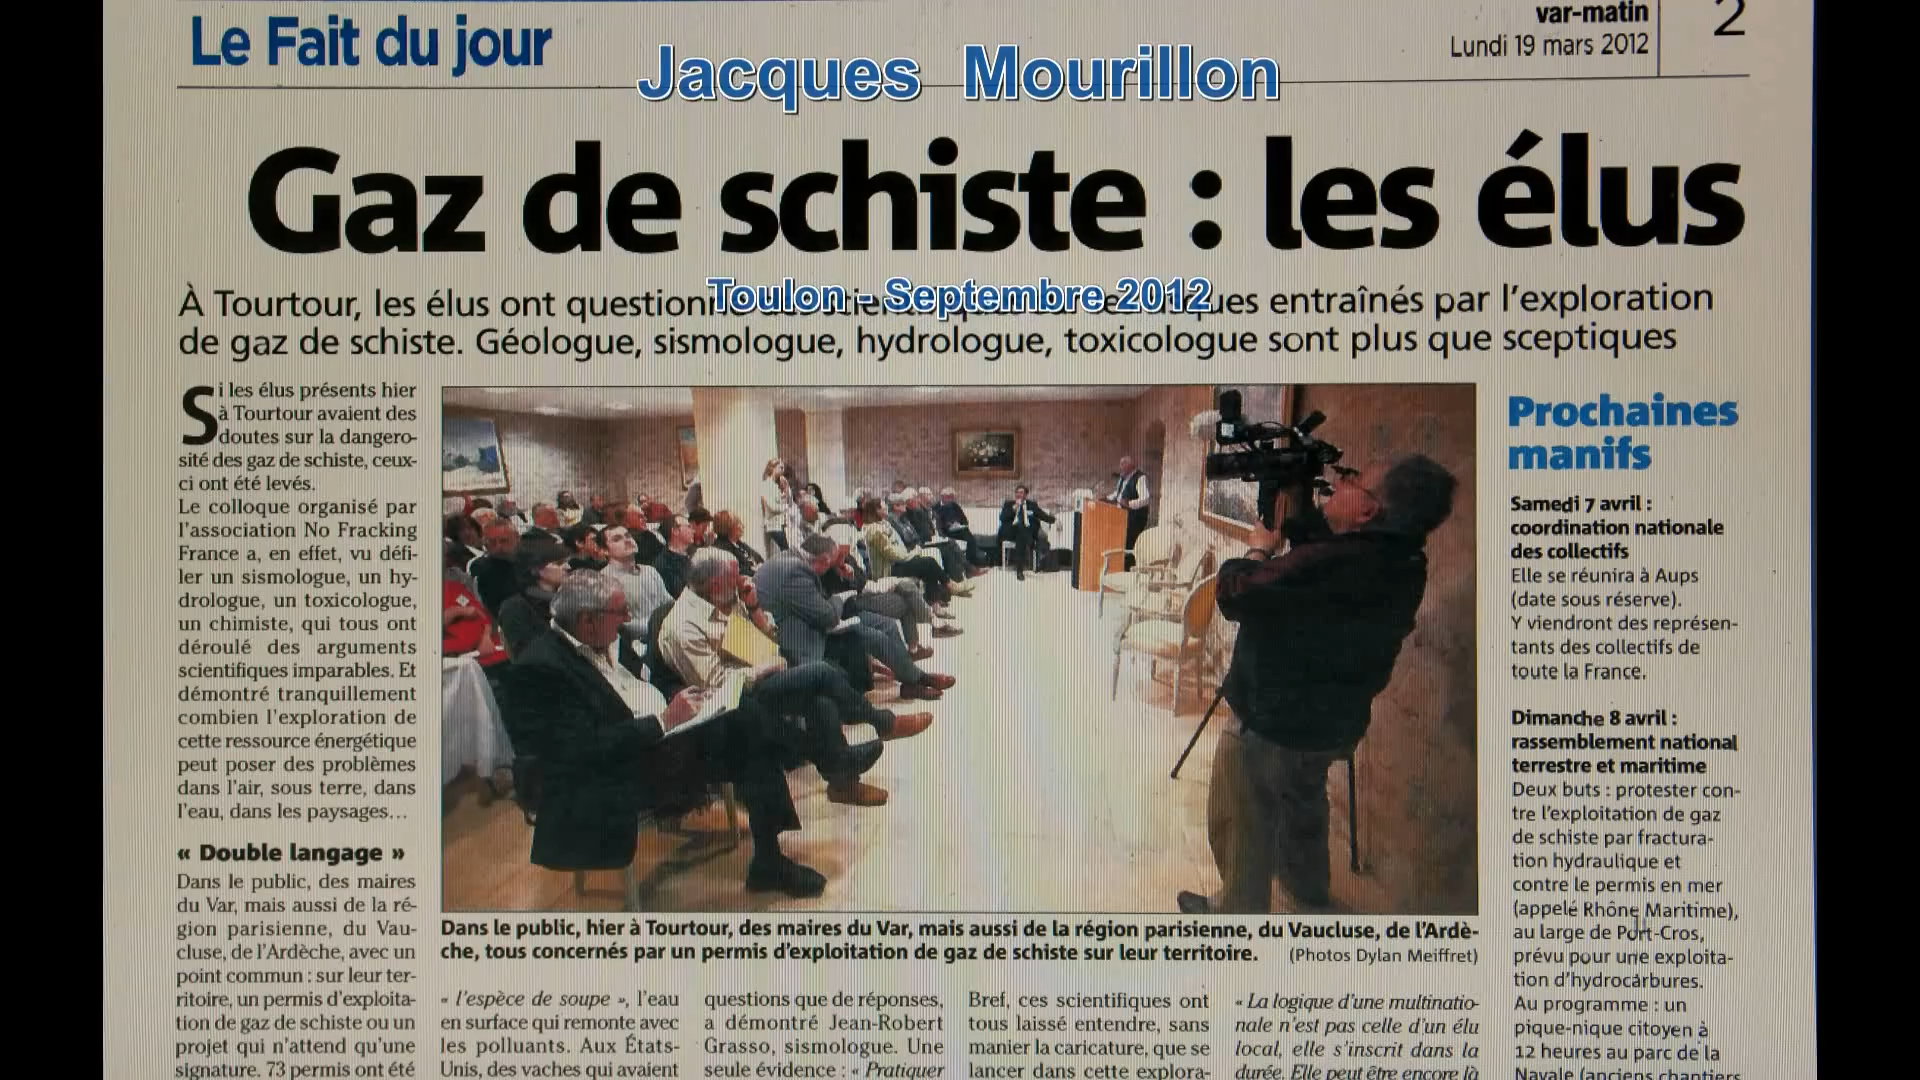 Le Fait du jour
var-matin
Lundi 19 mars 2012
2
Jacques Mourillon
Gaz de schiste : les élus
Toulon - Septembre 2012
À Tourtour, les élus ont questionn
ues entraînés par l'exploration
de gaz de schiste. Géologue, sismologue, hydrologue, toxicologue sont plus que sceptiques
Si les élus présents hier
à Tourtour avaient des
doutes sur la dangero-
sité des gaz de schiste, ceux-
ci ont été levés.
Le colloque organisé par
l'association No Fracking
France a, en effet, vu défi-
ler un sismologue, un hy-
drologue, un toxicologue,
un chimiste, qui tous ont
déroulé des arguments
scientifiques imparables. Et
démontré tranquillement
combien l'exploration de
cette ressource énergétique
peut poser des problèmes
dans l'air, sous terre, dans
l'eau, dans les paysages...
« Double langage »
Dans le public, des maires
du Var, mais aussi de la ré-
gion parisienne, du Vau-
cluse, de l'Ardèche, avec un
point commun : sur leur ter-
ritoire, un permis d'exploita-
tion de gaz de schiste ou un
projet qui n'attend qu'une
signature. 73 permis ont été
Dans le public, hier à Tourtour, des maires du Var, mais aussi de la région parisienne, du Vaucluse, de l'Ardè-
che, tous concernés par un permis d'exploitation de gaz de schiste sur leur territoire. (Photos Dylan Meiffret)
« l'espèce de soupe », l'eau
en surface qui remonte avec
les polluants. Aux États-
Unis, des vaches qui avaient
questions que de réponses,
a démontré Jean-Robert
Grasso, sismologue. Une
seule évidence : « Pratiquer
Bref, ces scientifiques ont
tous laissé entendre, sans
manier la caricature, que se
lancer dans cette explora-
« La logique d'une multinatio-
nale n'est pas celle d'un élu
local, elle s'inscrit dans la
durée. Elle peut être encore là
Prochaines
manifs
Samedi 7 avril :
coordination nationale
des collectifs
Elle se réunira à Aups
(date sous réserve).
Y viendront des représen-
tants des collectifs de
toute la France.
Dimanche 8 avril :
rassemblement national
terrestre et maritime
Deux buts : protester con-
tre l'exploitation de gaz
de schiste par fractura-
tion hydraulique et
contre le permis en mer
(appelé Rhône Maritime),
au large de Port-Cros,
prévu pour une exploita-
tion d'hydrocarbures.
Au programme : un
pique-nique citoyen à
12 heures au parc de la
Navale (anciens chantiers